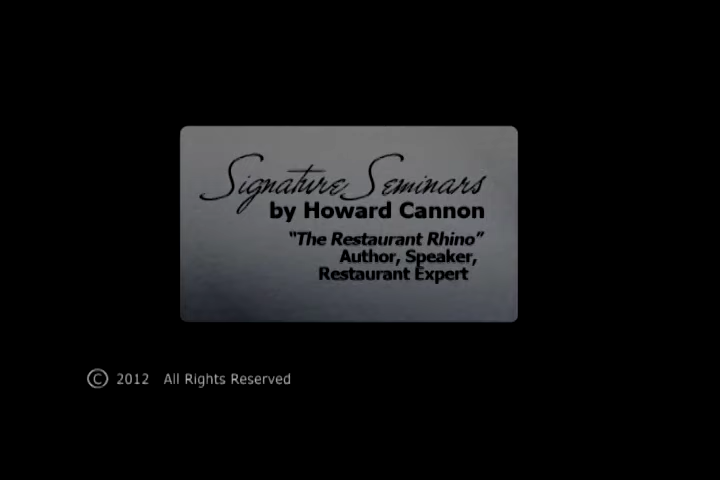 Signature Seminars
by Howard Cannon
"The Restaurant Rhino"
Author, Speaker,
Restaurant Expert
© 2012 All Rights Reserved